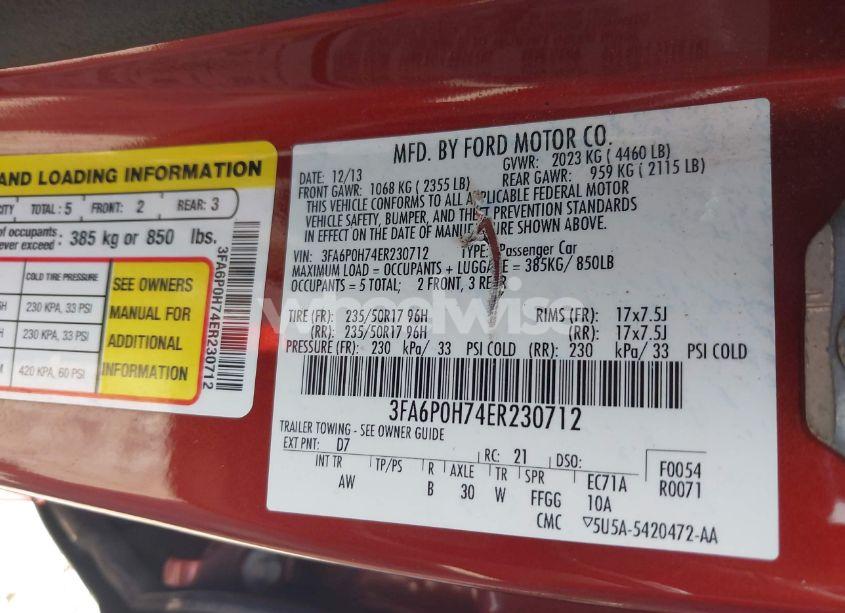 AND LOADING INFORMATION
CITY TOTAL: 5 FRONT: 2 REAR: 3
of occupants
ever exceed : 385 kg or 850 lbs.
COLD TIRE PRESSURE
230 KPA, 33 PSI
230 KPA, 33 PSI
420 KPA, 60 PSI
SEE OWNERS
MANUAL FOR
ADDITIONAL
INFORMATION
3FA6P0H74ER230712
MFD. BY FORD MOTOR CO.
DATE: 12/13 GVWR: 2023 KG ( 4460 LB)
FRONT GAWR: 1068 KG ( 2355 LB) REAR GAWR: 959 KG ( 2115 LB)
THIS VEHICLE CONFORMS TO ALL APPLICABLE FEDERAL MOTOR
VEHICLE SAFETY, BUMPER, AND THEFT PREVENTION STANDARDS
IN EFFECT ON THE DATE OF MANUFACTURE SHOWN ABOVE.
VIN: 3FA6P0H74ER230712 TYPE: Passenger Car
MAXIMUM LOAD = OCCUPANTS + LUGGAGE = 385KG/ 850LB
OCCUPANTS = 5 TOTAL; 2 FRONT, 3 REAR
TIRE (FR): 235/50R17 96H RIMS (FR): 17x7.5J
(RR): 235/50R17 96H (RR): 17x7.5J
PRESSURE (FR): 230 kPa/ 33 PSI COLD (RR): 230 kPa/ 33 PSI COLD
3FA6P0H74ER230712
TRAILER TOWING - SEE OWNER GUIDE
EXT PNT: D7 RC: 21 DSO: F0054
R0071
INT TR TP/PS R AXLE TR SPR EC71A
AW B 30 W FFGG 10A
CMC ▽5U5A-5420472-AA
wheelwise